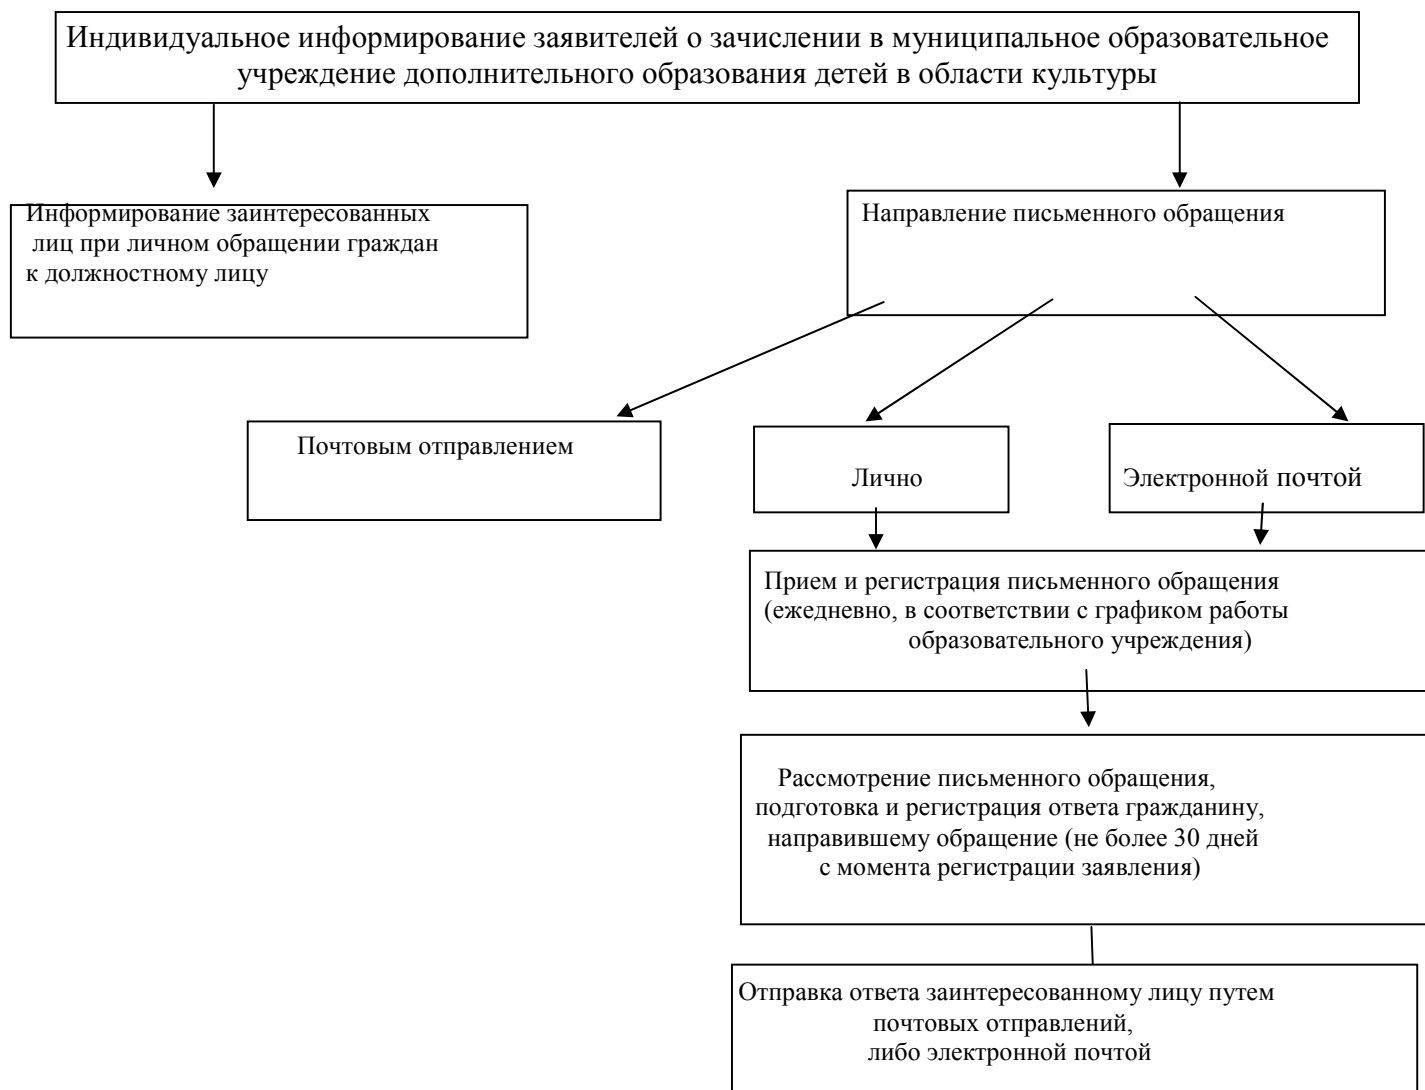 Индивидуальное информирование заявителей о зачислении в муниципальное образовательное
учреждение дополнительного образования детей в области культуры
Информирование заинтересованных
лиц при личном обращении граждан
к должностному лицу
Направление письменного обращения
Почтовым отправлением
Лично
Электронной почтой
Прием и регистрация письменного обращения
(ежедневно, в соответствии с графиком работы
образовательного учреждения)
Рассмотрение письменного обращения,
подготовка и регистрация ответа гражданину,
направившему обращение (не более 30 дней
с момента регистрации заявления)
Отправка ответа заинтересованному лицу путем
почтовых отправлений,
либо электронной почтой